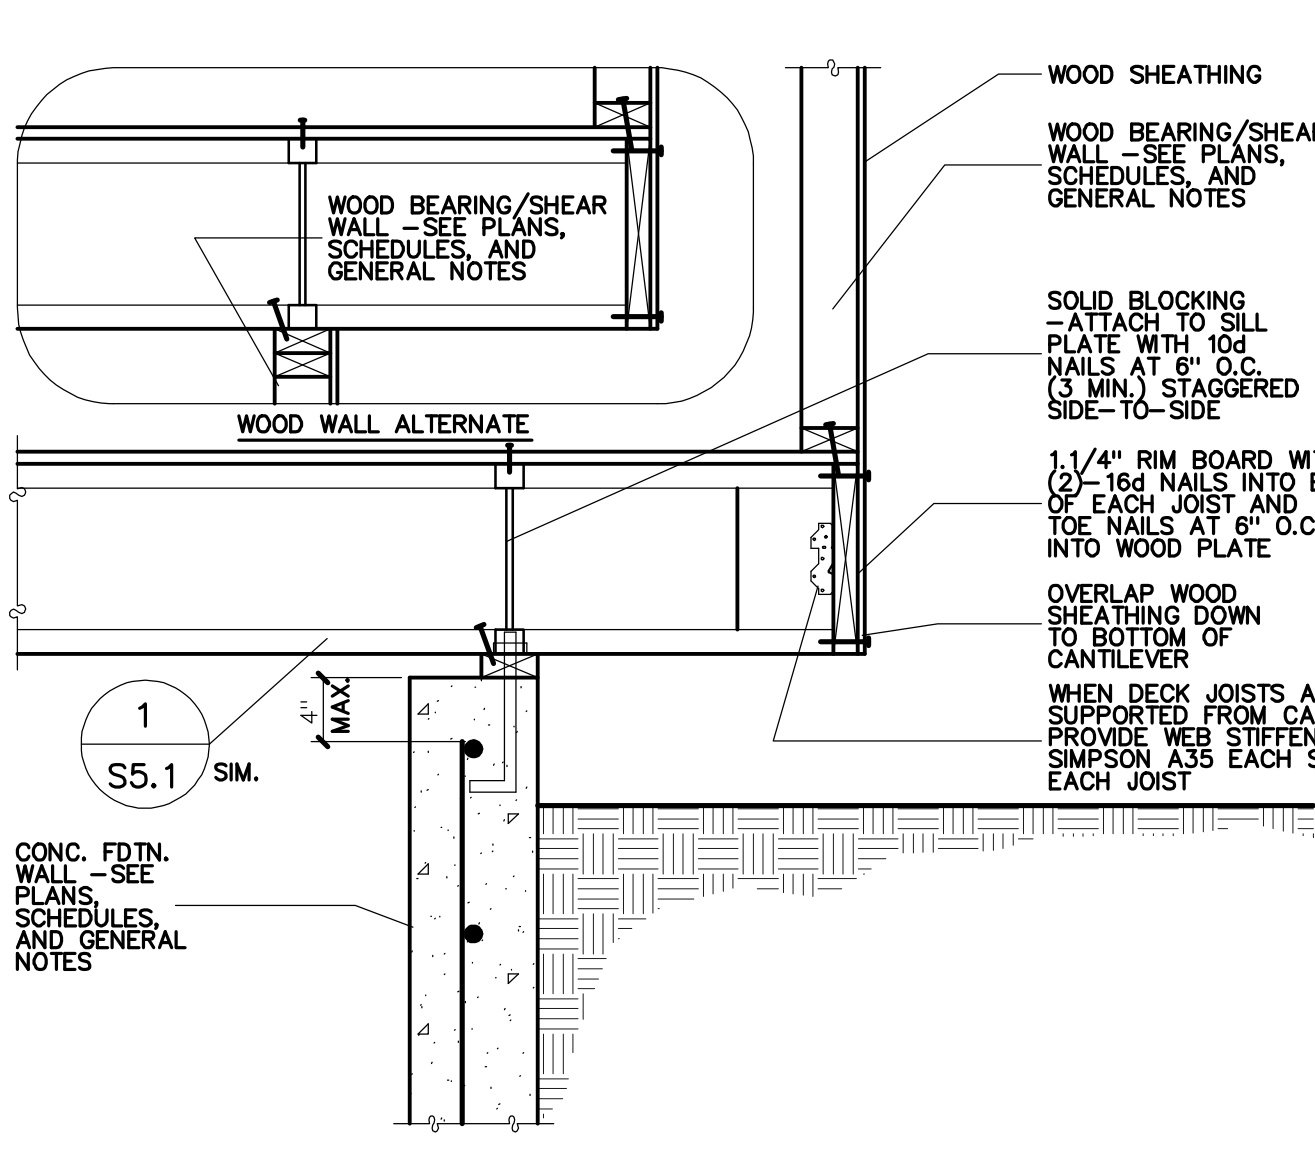 WOOD SHEATHING
WOOD BEARING/SHEAR
WALL -SEE PLANS,
SCHEDULES, AND
GENERAL NOTES
WOOD BEARING/SHEAR
WALL -SEE PLANS,
SCHEDULES, AND
GENERAL NOTES
WOOD WALL ALTERNATE
SOLID BLOCKING
-ATTACH TO SILL
PLATE WITH 10d
NAILS AT 6" O.C.
(3 MIN.) STAGGERED
SIDE-TO-SIDE
1.1/4" RIM BOARD
(2)-16d NAILS INTO
OF EACH JOIST AND
TOE NAILS AT 6" O.C
INTO WOOD PLATE
OVERLAP WOOD
SHEATHING DOWN
TO BOTTOM OF
CANTILEVER
WHEN DECK JOISTS
SUPPORTED FROM
PROVIDE WEB
SIMPSON A35 EACH
EACH JOIST
4"
MAX.
1
S5.1
SIM.
CONC. FDTN.
WALL -SEE
PLANS,
SCHEDULES,
AND GENERAL
NOTES